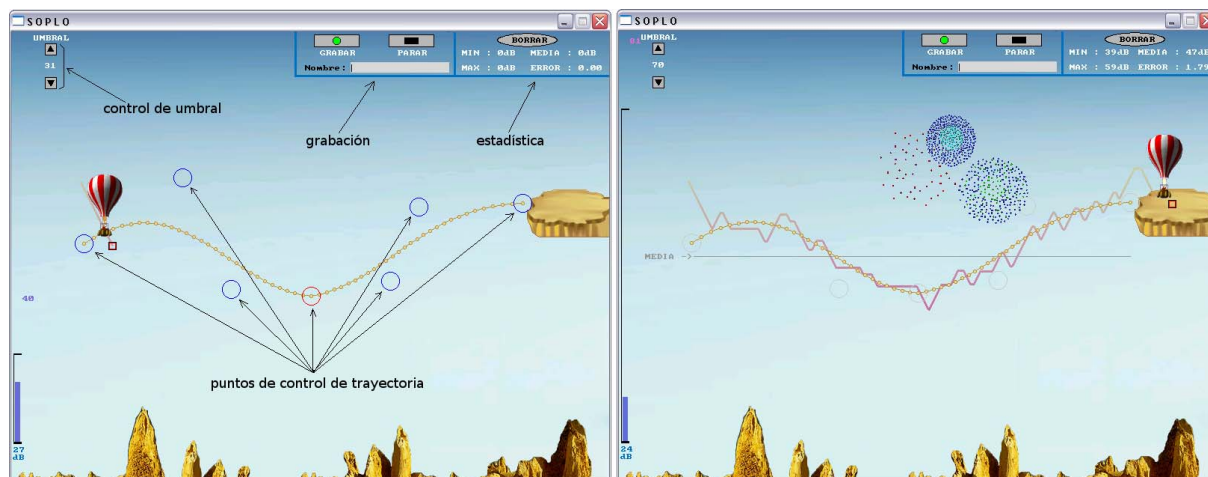 SOPLO
UMBRAL
31
GRABAR
PARAR
Nombre:
BORRAR
MIN : 0dB MEDIA : 0dB
MAX : 0dB ERROR : 0.00
control de umbral
grabación
estadística
40
puntos de control de trayectoria
27
dB
SOPLO
81
UMBRAL
70
GRABAR
PARAR
Nombre:
BORRAR
MIN : 39dB MEDIA : 47dB
MAX : 59dB ERROR : 1.79
MEDIA ->
24
dB